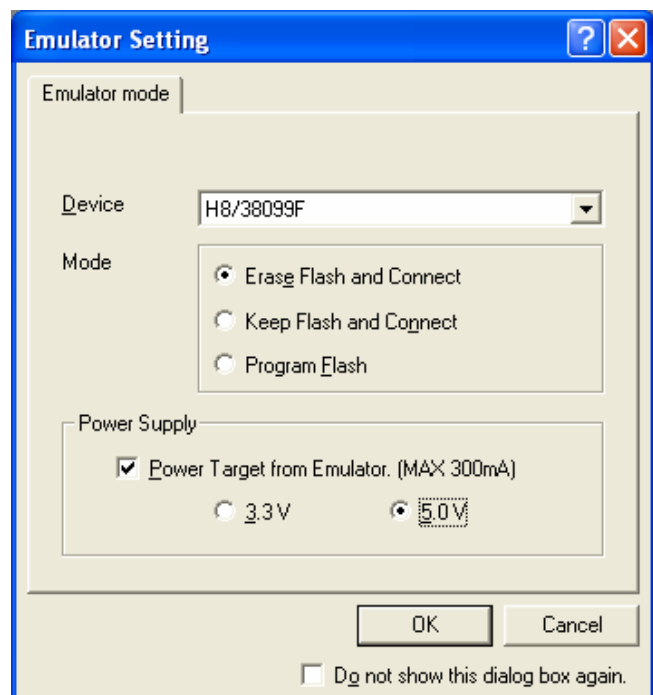 Emulator Setting
Emulator mode
Device H8/38099F
Mode
Erase Flash and Connect
Keep Flash and Connect
Program Flash
Power Supply
Power Target from Emulator. (MAX 300mA)
3.3 V 5.0 V
OK Cancel
Do not show this dialog box again.